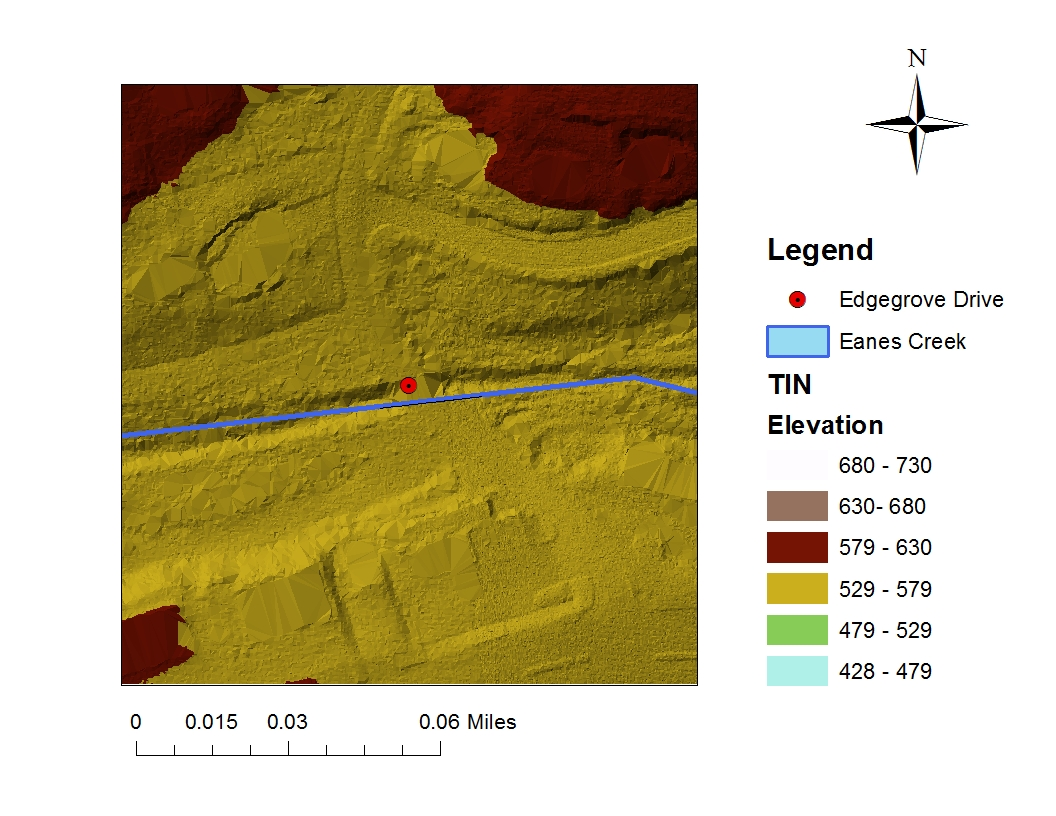 N
Legend
Edgegrove Drive
Eanes Creek
TIN
Elevation
680 - 730
630- 680
579 - 630
529 - 579
479 - 529
428 - 479
0 0.015 0.03 0.06 Miles